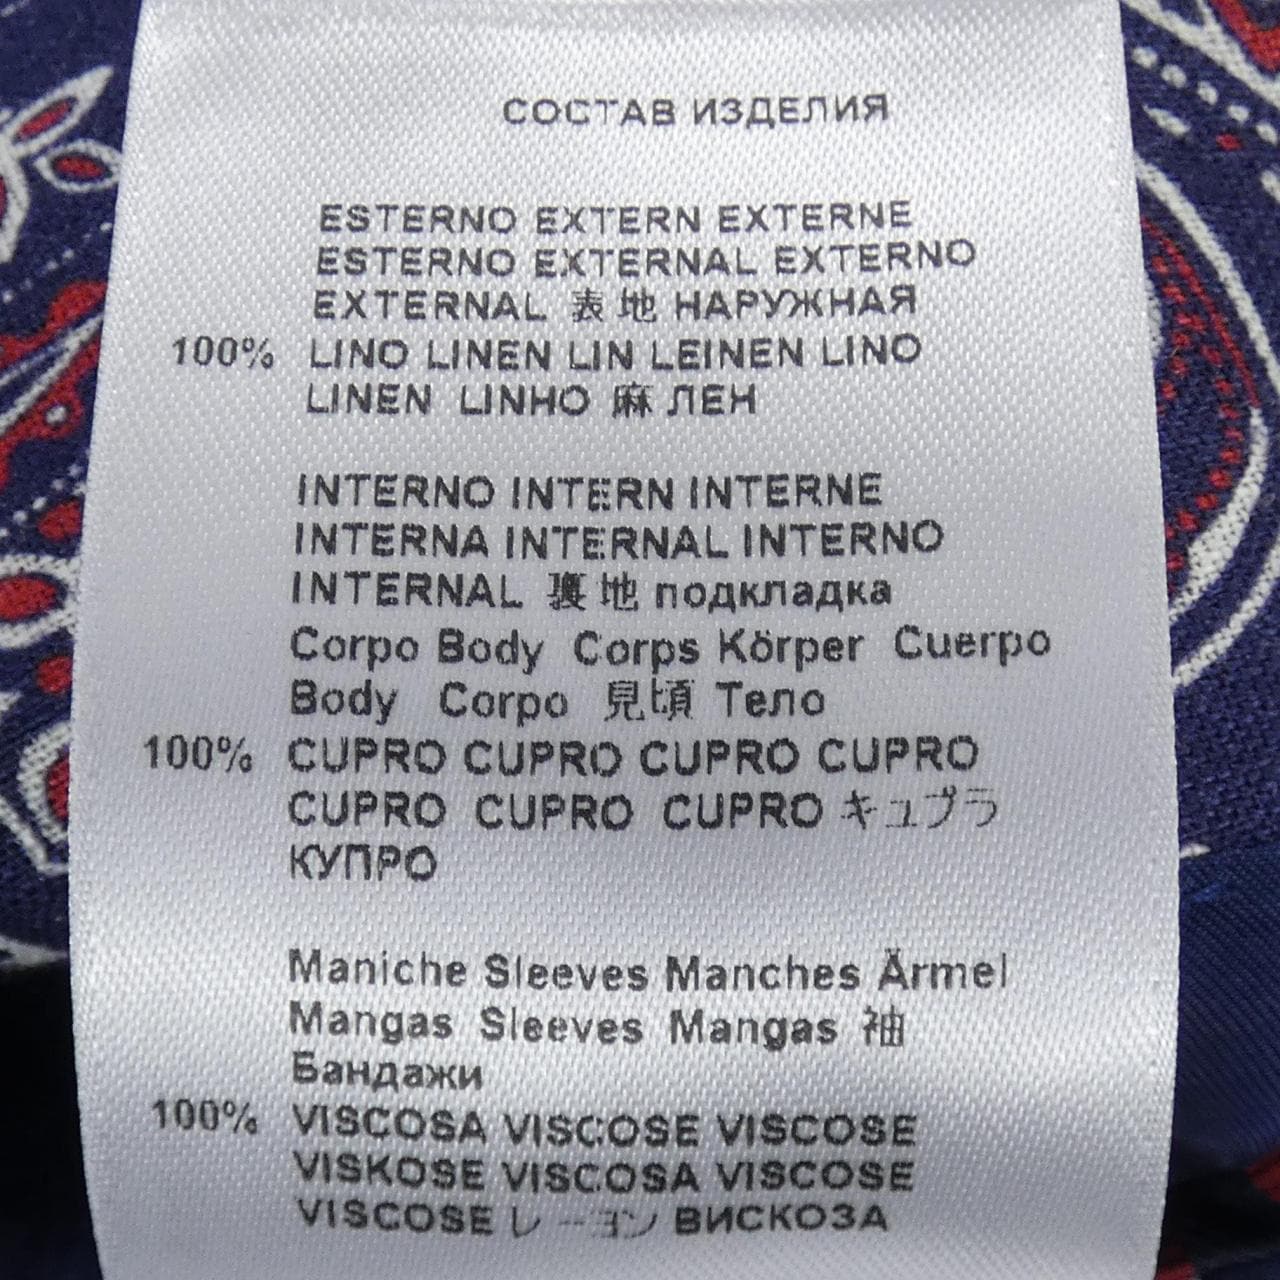 СОСТАВ ИЗДЕЛИЯ
ESTERNO EXTERN EXTERNE
ESTERNO EXTERNAL EXTERNO
EXTERNAL 表地 НАРУЖНАЯ
100% LINO LINEN LIN LEINEN LINO
LINEN LINHO 麻 ЛЕН
INTERNO INTERN INTERNE
INTERNA INTERNAL INTERNO
INTERNAL 裏地 подкладка
Corpo Body Corps Körper Cuerpo
Body Corpo 見頃 Тело
100% CUPRO CUPRO CUPRO CUPRO
CUPRO CUPRO CUPRO キュプラ
КУПРО
Maniche Sleeves Manches Ärmel
Mangas Sleeves Mangas 袖
Бандажи
100% VISCOSA VISCOSE VISCOSE
VISKOSE VISCOSA VISCOSE
VISCOSE レーヨン ВИСКОЗА